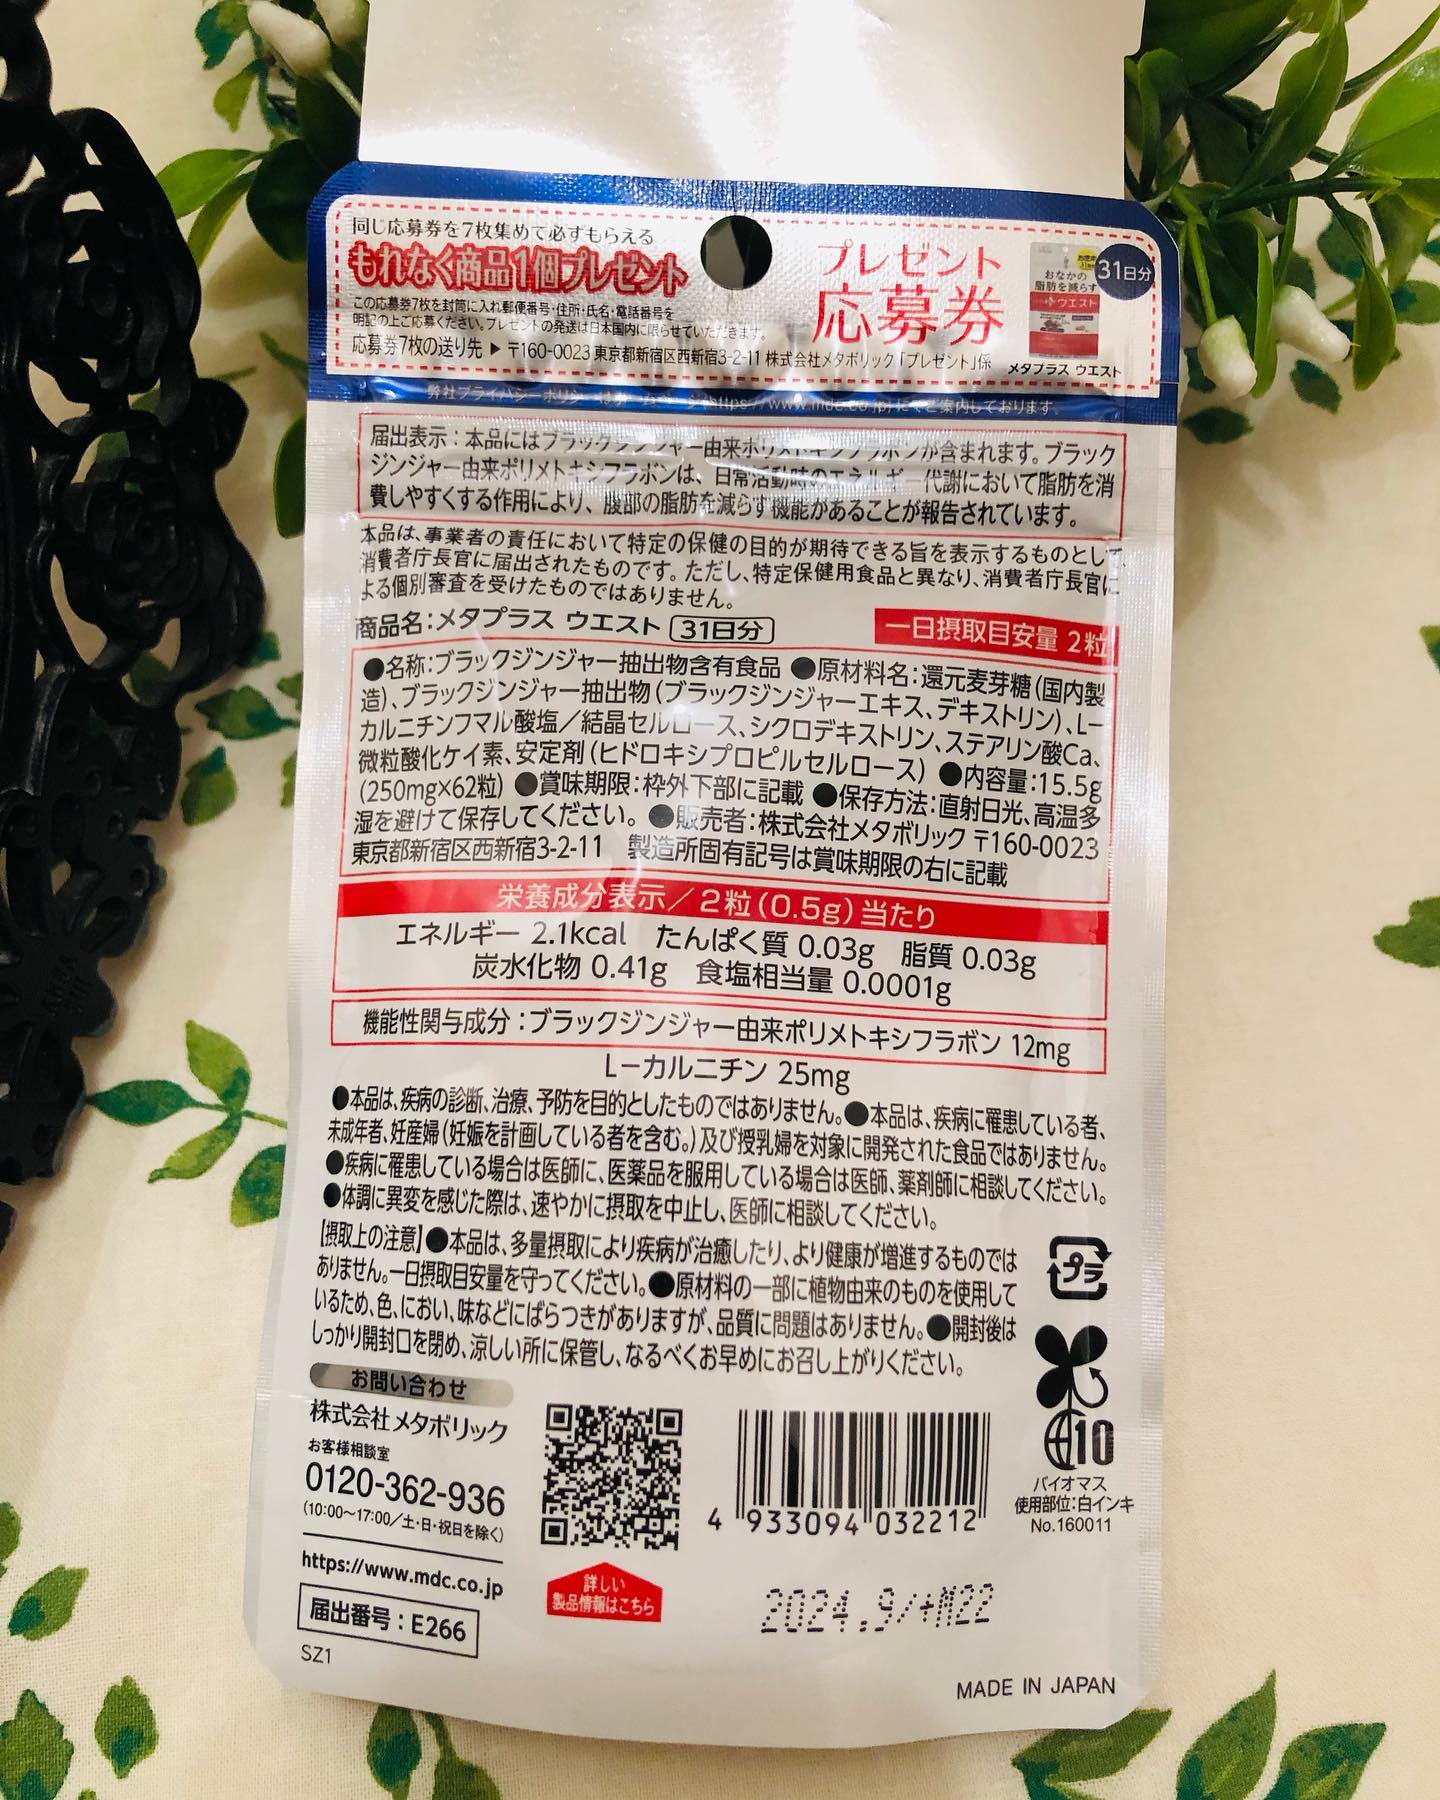 同じ応募券を7枚集めて必ずもらえる
もれなく商品1個プレゼント
この応募券7枚を封筒に入れ郵便番号・住所・氏名・電話番号を
明記の上ご応募ください。プレゼントの発送は日本国内に限らせていただきます。
応募券7枚の送り先 ▶ 〒160-0023 東京都新宿区西新宿3-2-11 株式会社メタボリック「プレゼント」係
プレゼント
応募券
31日分
おなかの
脂肪を減らす
ウエスト
メタプラス ウエスト
弊社プライバシーポリシーはホームページ(https://www.mdc.co.jp)にてご案内しております。
届出表示：本品にはブラックジンジャー由来ポリメトキシフラボンが含まれます。ブラック
ジンジャー由来ポリメトキシフラボンは、日常活動時のエネルギー代謝において脂肪を消
費しやすくする作用により、腹部の脂肪を減らす機能があることが報告されています。
本品は、事業者の責任において特定の保健の目的が期待できる旨を表示するものとして、
消費者庁長官に届出されたものです。ただし、特定保健用食品と異なり、消費者庁長官に
よる個別審査を受けたものではありません。
商品名：メタプラス ウエスト 31日分
一日摂取目安量 2粒
●名称：ブラックジンジャー抽出物含有食品 ●原材料名：還元麦芽糖（国内製
造）、ブラックジンジャー抽出物（ブラックジンジャーエキス、デキストリン）、L－
カルニチンフマル酸塩／結晶セルロース、シクロデキストリン、ステアリン酸Ca、
微粒酸化ケイ素、安定剤（ヒドロキシプロピルセルロース） ●内容量：15.5g
(250mg×62粒) ●賞味期限：枠外下部に記載 ●保存方法：直射日光、高温多
湿を避けて保存してください。 ●販売者：株式会社メタボリック 〒160-0023
東京都新宿区西新宿3-2-11 製造所固有記号は賞味期限の右に記載
栄養成分表示／2粒(0.5g)当たり
エネルギー 2.1kcal たんぱく質 0.03g 脂質 0.03g
炭水化物 0.41g 食塩相当量 0.0001g
機能性関与成分：ブラックジンジャー由来ポリメトキシフラボン 12mg
L－カルニチン 25mg
●本品は、疾病の診断、治療、予防を目的としたものではありません。●本品は、疾病に罹患している者、
未成年者、妊産婦（妊娠を計画している者を含む。）及び授乳婦を対象に開発された食品ではありません。
●疾病に罹患している場合は医師に、医薬品を服用している場合は医師、薬剤師に相談してください。
●体調に異変を感じた際は、速やかに摂取を中止し、医師に相談してください。
【摂取上の注意】●本品は、多量摂取により疾病が治癒したり、より健康が増進するものでは
ありません。一日摂取目安量を守ってください。●原材料の一部に植物由来のものを使用して
いるため、色、におい、味などにばらつきがありますが、品質に問題はありません。●開封後は
しっかり開封口を閉め、涼しい所に保管し、なるべくお早めにお召し上がりください。
プラ
お問い合わせ
株式会社メタボリック
お客様相談室
0120-362-936
(10:00～17:00／土・日・祝日を除く)
https://www.mdc.co.jp
届出番号：E266
SZ1
詳しい
製品情報はこちら
4 933094 032212
10
バイオマス
使用部位：白インキ
No.160011
2024.9/+M22
MADE IN JAPAN